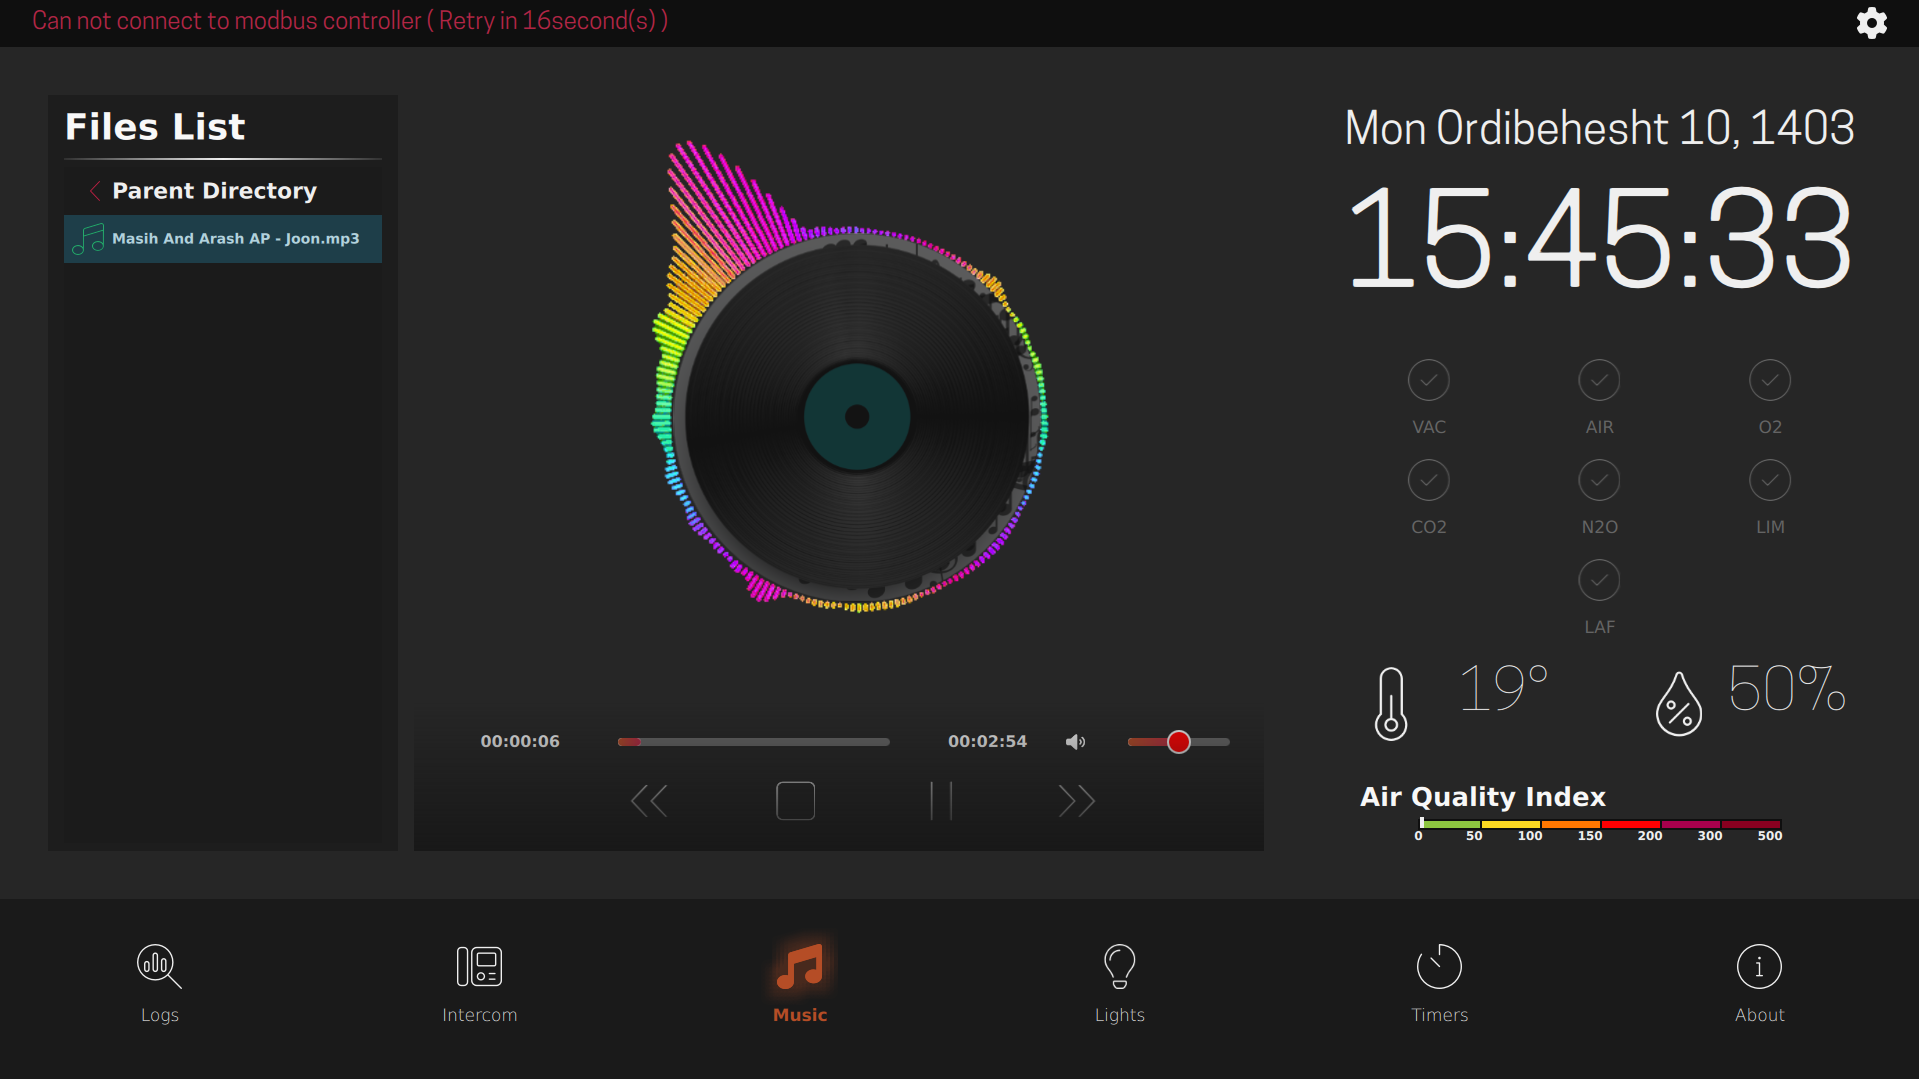 Can not connect to modbus controller ( Retry in 16second(s) )
Files List
Parent Directory
Masih And Arash AP - Joon.mp3
00:00:06
00:02:54
Mon Ordibehesht 10, 1403
15:45:33
VAC AIR O2
CO2 N2O LIM
LAF
19° 50%
Air Quality Index
0 50 100 150 200 300 500
Logs Intercom Music Lights Timers About